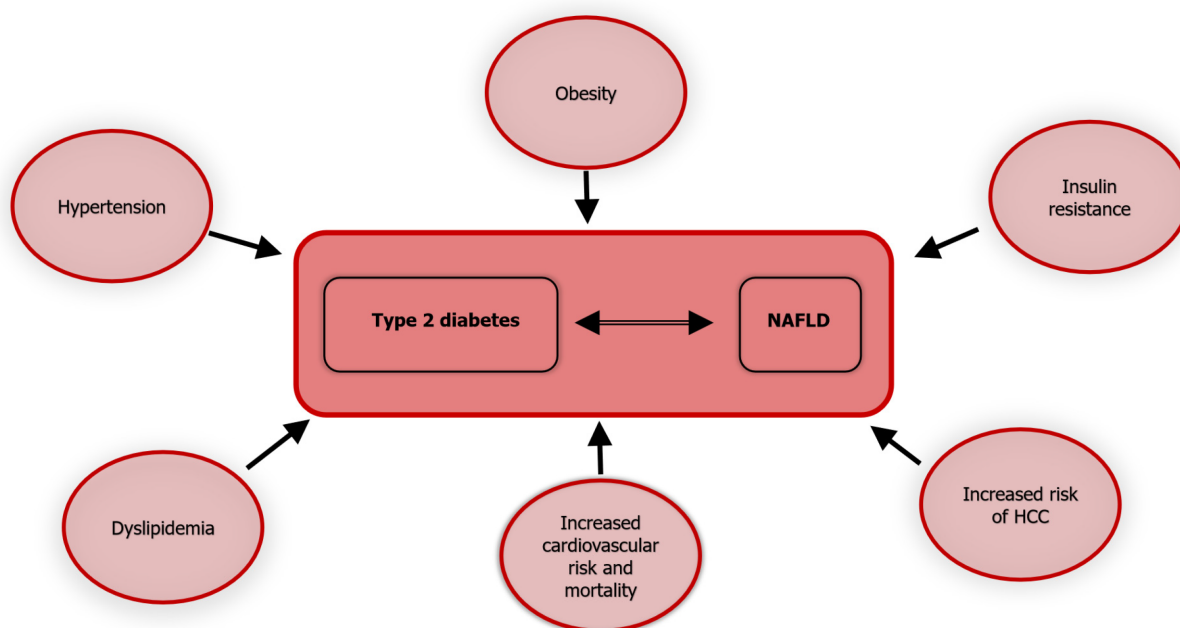 Obesity
Hypertension
Insulin
resistance
Type 2 diabetes
NAFLD
Dyslipidemia
Increased
cardiovascular
risk and
mortality
Increased risk
of HCC